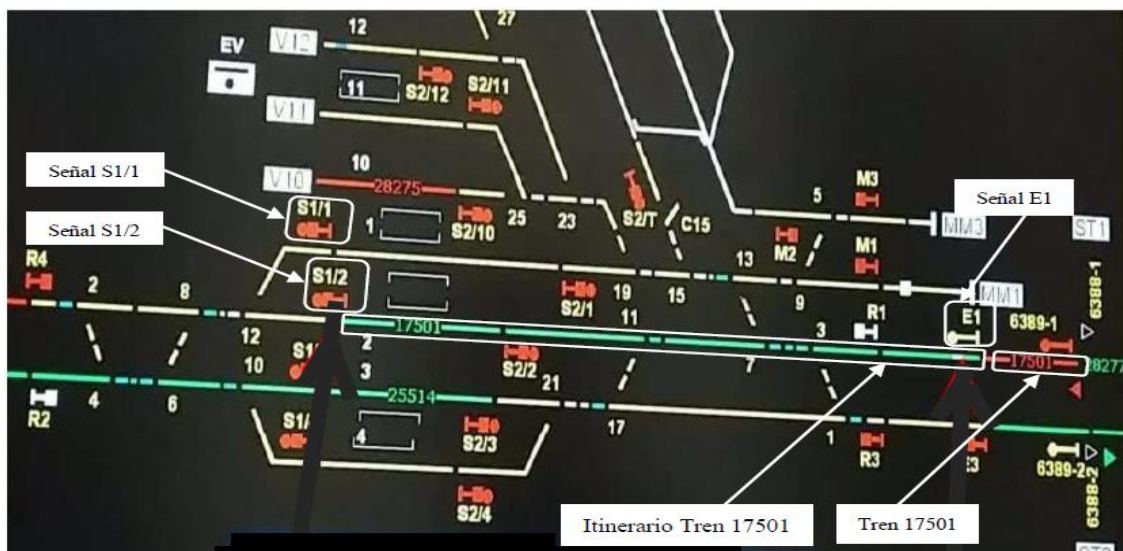 12
27
EV
V12
11
S2/12
S2/11
V11
Señal S1/1
10
V10
28275
S1/1
1
S2/10
25
23
S2/T
C15
5
M3
Señal E1
MM3
ST1
Señal S1/2
R4
2
8
S1/2
S2/1
19
15
13
M2
M1
9
MM1
6388-1
12
17501
11
R1
3
E1
6389-1
17501
28277
10
2
3
S2/2
7
R2
4
6
25514
21
4
S2/3
17
1
R3
E3
6389-2
6388-2
S2/4
Itinerario Tren 17501
Tren 17501